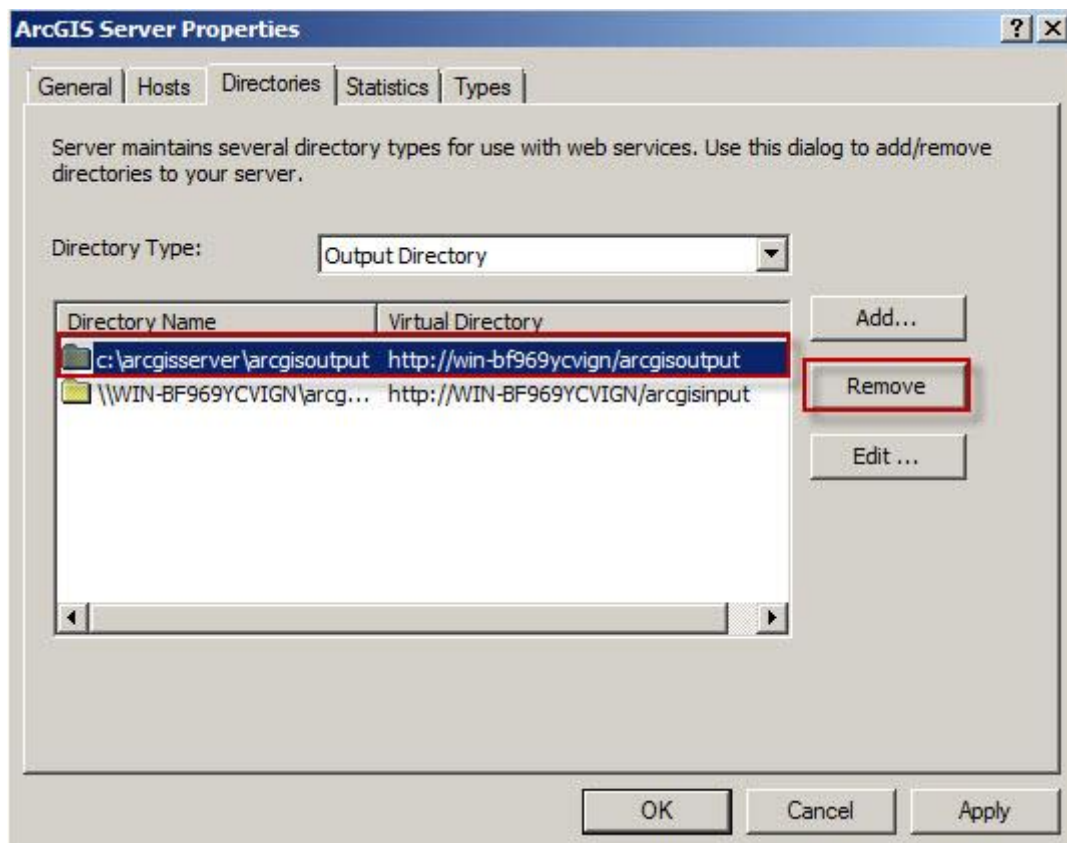 ArcGIS Server Properties
General Hosts Directories Statistics Types
Server maintains several directory types for use with web services. Use this dialog to add/remove
directories to your server.
Directory Type: Output Directory
Directory Name Virtual Directory Add...
c:\arcgisserver\arcgisoutput http://win-bf969ycvign/arcgisoutput
Remove
\\WIN-BF969YCVIGN\arcg... http://WIN-BF969YCVIGN/arcgisinput
Edit ...
OK Cancel Apply